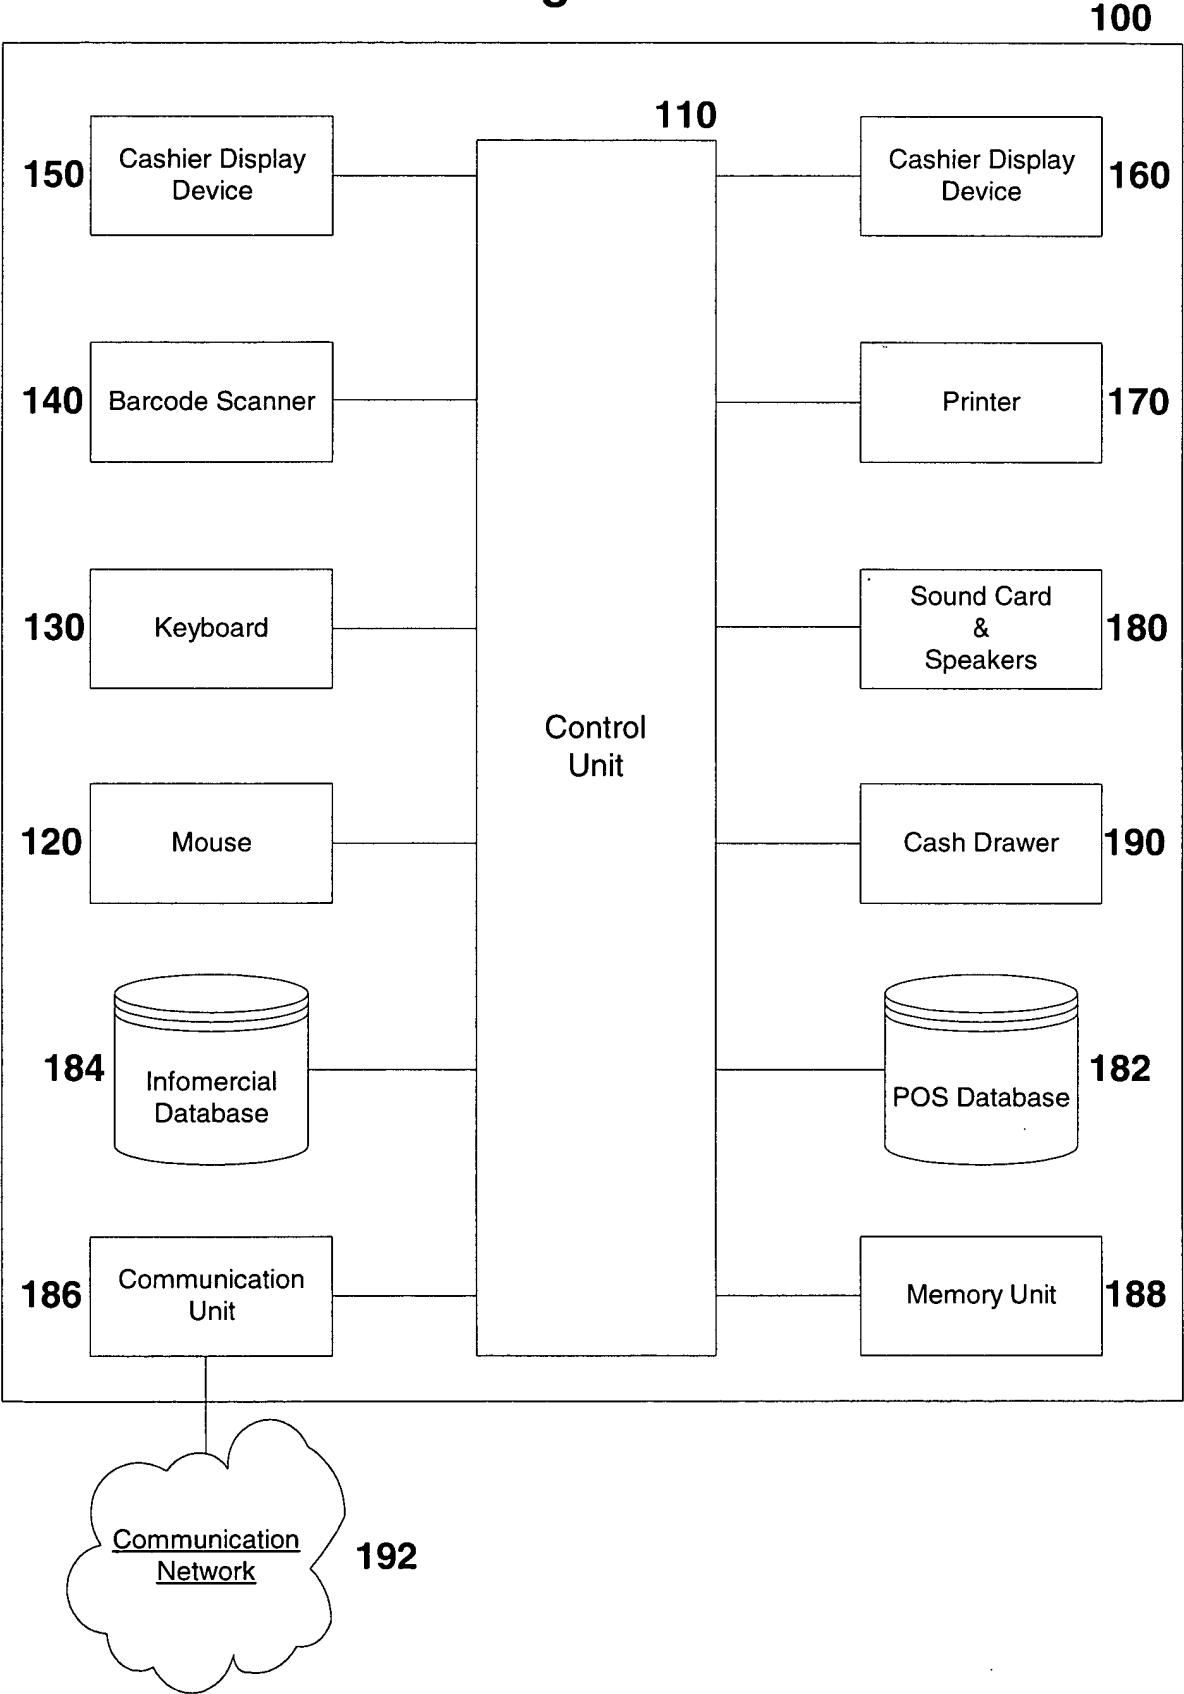 100
110
150
Cashier Display
Device
Cashier Display
Device
160
140
Barcode Scanner
Printer
170
130
Keyboard
Sound Card
&
Speakers
180
Control
Unit
120
Mouse
Cash Drawer
190
184
Infomercial
Database
POS Database
182
186
Communication
Unit
Memory Unit
188
Communication
Network
192